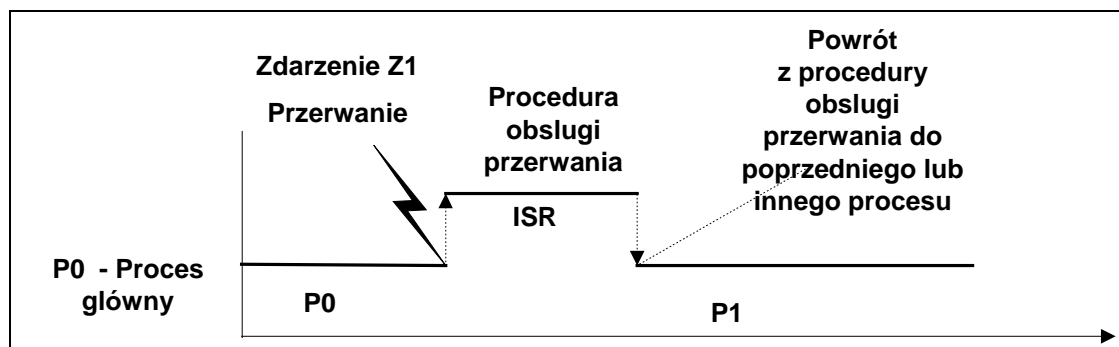 Zdarzenie Z1
Przerwanie
Procedura
obslugi
przerwania
ISR
Powrót
z procedury
obslugi
przerwania do
poprzedniego lub
innego procesu
P0 - Proces
glówny
P0
P1